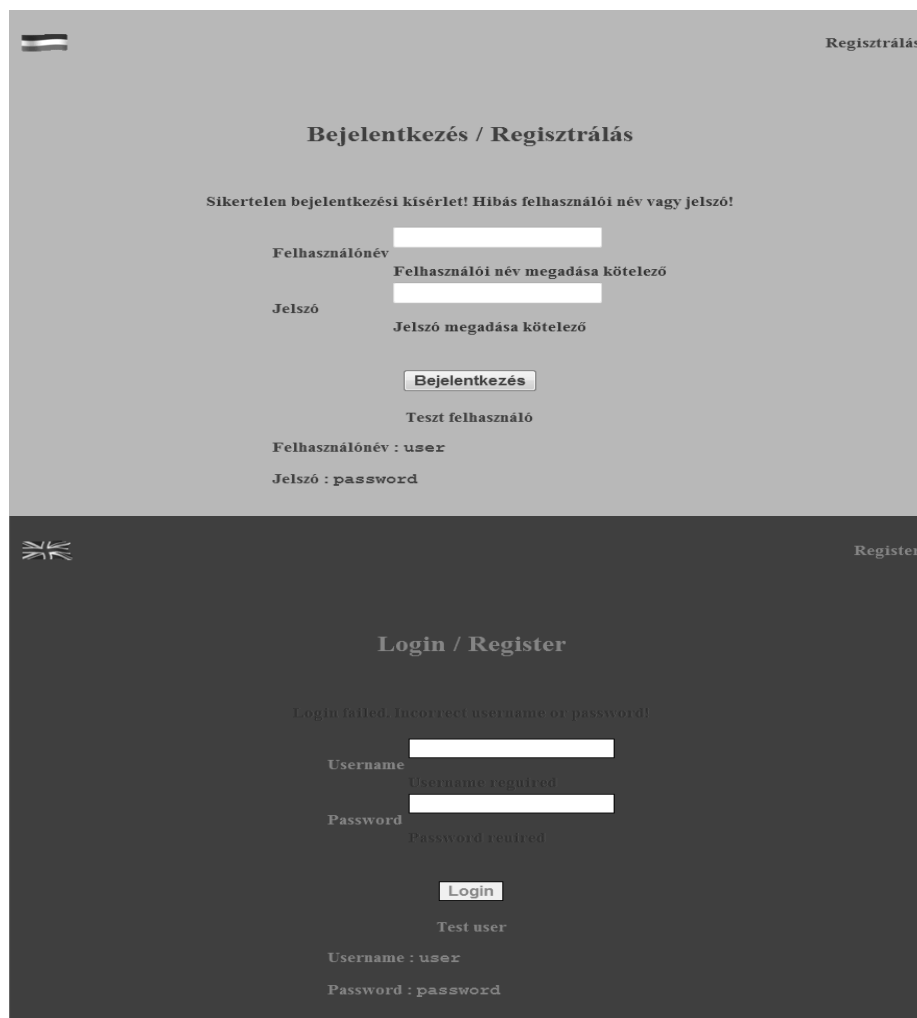 Regisztrálás
Bejelentkezés / Regisztrálás
Sikertelen bejelentkezési kísérlet! Hibás felhasználói név vagy jelszó!
Felhasználónév
Felhasználói név megadása kötelező
Jelszó
Jelszó megadása kötelező
Bejelentkezés
Teszt felhasználó
Felhasználónév : user
Jelszó : password
Register
Login / Register
Login failed. Incorrect username or password!
Username
Username reguired
Password
Password reuired
Login
Test user
Username : user
Password : password